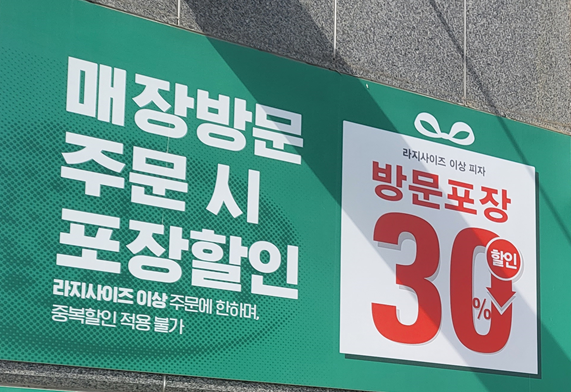 매장방문
주문 시
포장할인
라지사이즈 이상 주문에 한하며,
중복할인 적용 불가
라지사이즈 이상 피자
방문포장
30%
할인